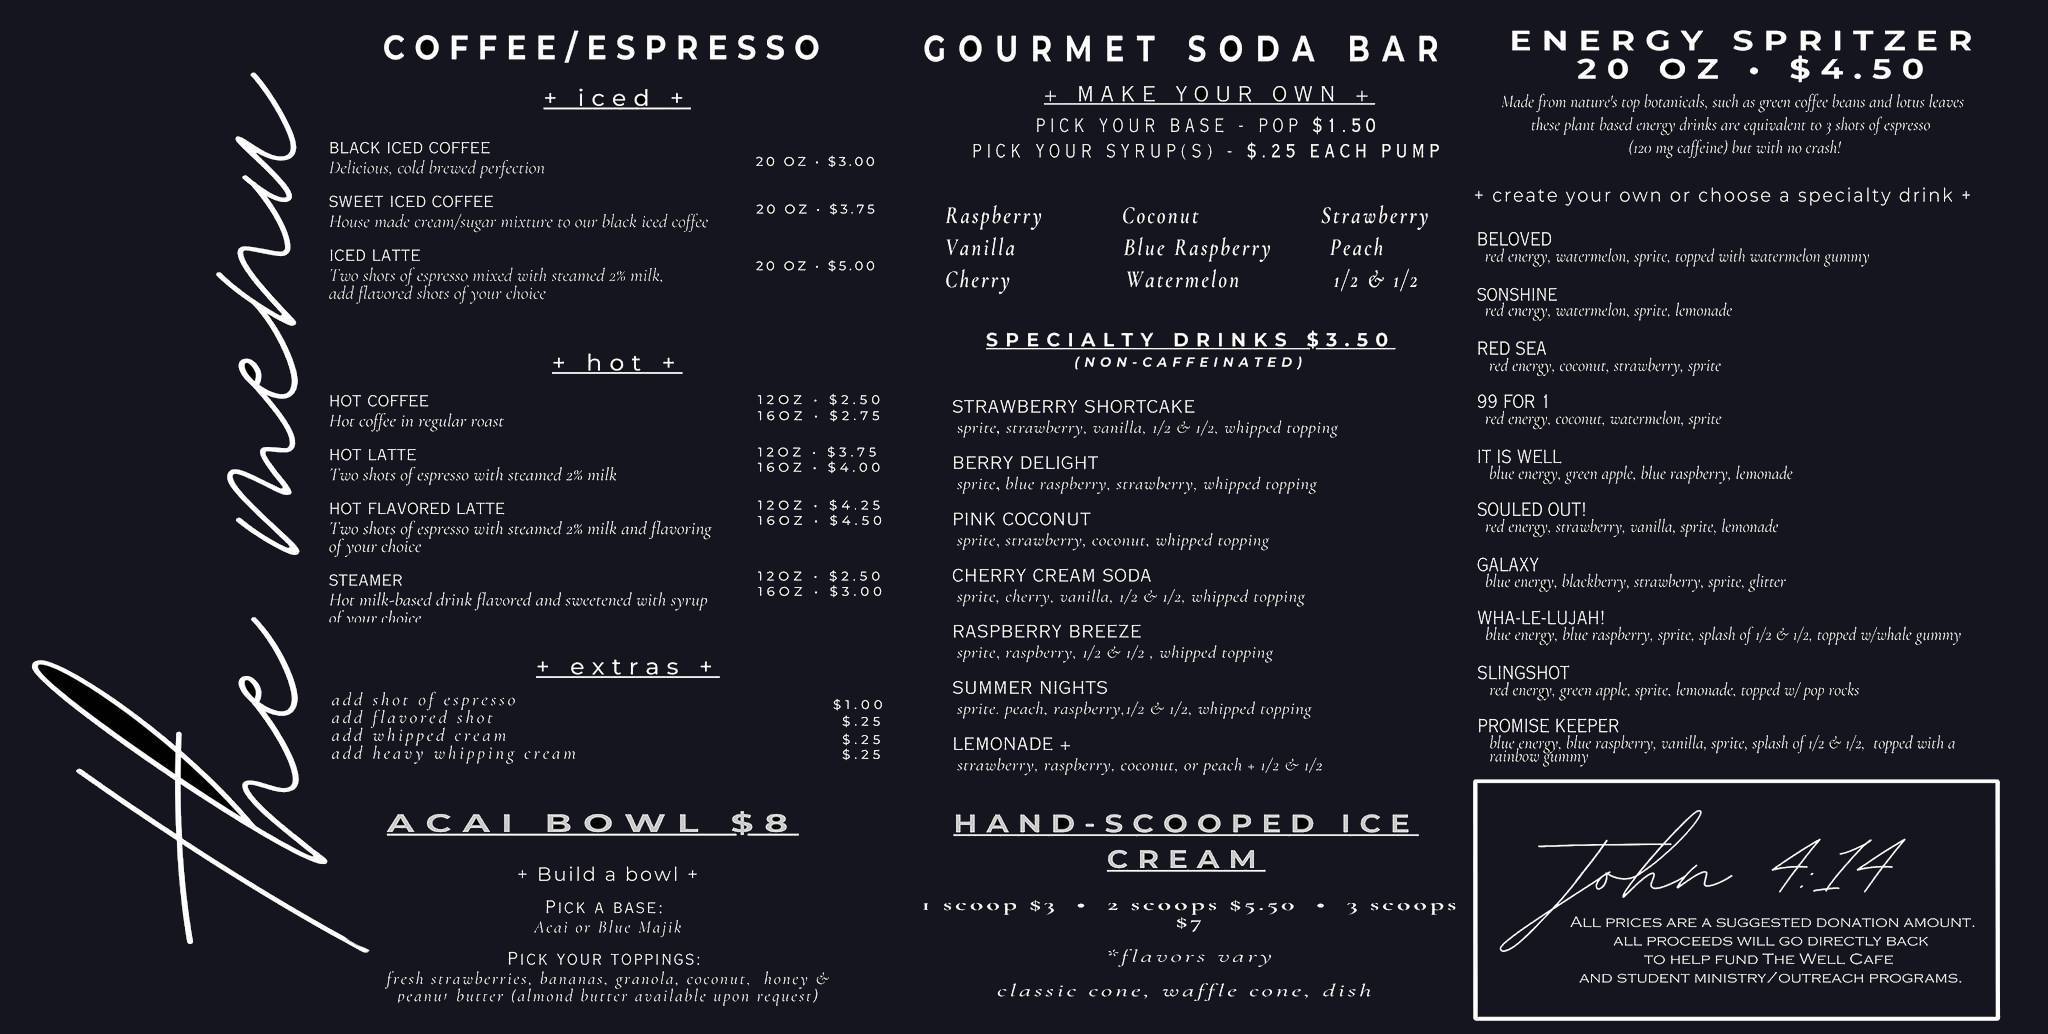 the menu
COFFEE/ESPRESSO
+ iced +
BLACK ICED COFFEE
Delicious, cold brewed perfection
20 OZ • $3.00
SWEET ICED COFFEE
House made cream/sugar mixture to our black iced coffee
20 OZ • $3.75
ICED LATTE
Two shots of espresso mixed with steamed 2% milk,
add flavored shots of your choice
20 OZ • $5.00
+ hot +
HOT COFFEE
Hot coffee in regular roast
12OZ • $2.50
16OZ • $2.75
HOT LATTE
Two shots of espresso with steamed 2% milk
12OZ • $3.75
16OZ • $4.00
HOT FLAVORED LATTE
Two shots of espresso with steamed 2% milk and flavoring
of your choice
12OZ • $4.25
16OZ • $4.50
STEAMER
Hot milk-based drink flavored and sweetened with syrup
of your choice
12OZ • $2.50
16OZ • $3.00
+ extras +
add shot of espresso $1.00
add flavored shot $.25
add whipped cream $.25
add heavy whipping cream $.25
ACAI BOWL $8
+ Build a bowl +
PICK A BASE:
Acai or Blue Majik
PICK YOUR TOPPINGS:
fresh strawberries, bananas, granola, coconut, honey &
peanut butter (almond butter available upon request)
GOURMET SODA BAR
+ MAKE YOUR OWN +
PICK YOUR BASE - POP $1.50
PICK YOUR SYRUP(S) - $.25 EACH PUMP
Raspberry Coconut Strawberry
Vanilla Blue Raspberry Peach
Cherry Watermelon 1/2 & 1/2
SPECIALTY DRINKS $3.50
(NON-CAFFEINATED)
STRAWBERRY SHORTCAKE
sprite, strawberry, vanilla, 1/2 & 1/2, whipped topping
BERRY DELIGHT
sprite, blue raspberry, strawberry, whipped topping
PINK COCONUT
sprite, strawberry, coconut, whipped topping
CHERRY CREAM SODA
sprite, cherry, vanilla, 1/2 & 1/2, whipped topping
RASPBERRY BREEZE
sprite, raspberry, 1/2 & 1/2 , whipped topping
SUMMER NIGHTS
sprite. peach, raspberry,1/2 & 1/2, whipped topping
LEMONADE +
strawberry, raspberry, coconut, or peach + 1/2 & 1/2
HAND-SCOOPED ICE
CREAM
1 scoop $3 • 2 scoops $5.50 • 3 scoops
$7
*flavors vary
classic cone, waffle cone, dish
ENERGY SPRITZER
20 OZ • $4.50
Made from nature's top botanicals, such as green coffee beans and lotus leaves
these plant based energy drinks are equivalent to 3 shots of espresso
(120 mg caffeine) but with no crash!
+ create your own or choose a specialty drink +
BELOVED
red energy, watermelon, sprite, topped with watermelon gummy
SONSHINE
red energy, watermelon, sprite, lemonade
RED SEA
red energy, coconut, strawberry, sprite
99 FOR 1
red energy, coconut, watermelon, sprite
IT IS WELL
blue energy, green apple, blue raspberry, lemonade
SOULED OUT!
red energy, strawberry, vanilla, sprite, lemonade
GALAXY
blue energy, blackberry, strawberry, sprite, glitter
WHA-LE-LUJAH!
blue energy, blue raspberry, sprite, splash of 1/2 & 1/2, topped w/whale gummy
SLINGSHOT
red energy, green apple, sprite, lemonade, topped w/ pop rocks
PROMISE KEEPER
blue energy, blue raspberry, vanilla, sprite, splash of 1/2 & 1/2, topped with a
rainbow gummy
John 4:14
ALL PRICES ARE A SUGGESTED DONATION AMOUNT.
ALL PROCEEDS WILL GO DIRECTLY BACK
TO HELP FUND THE WELL CAFE
AND STUDENT MINISTRY/OUTREACH PROGRAMS.